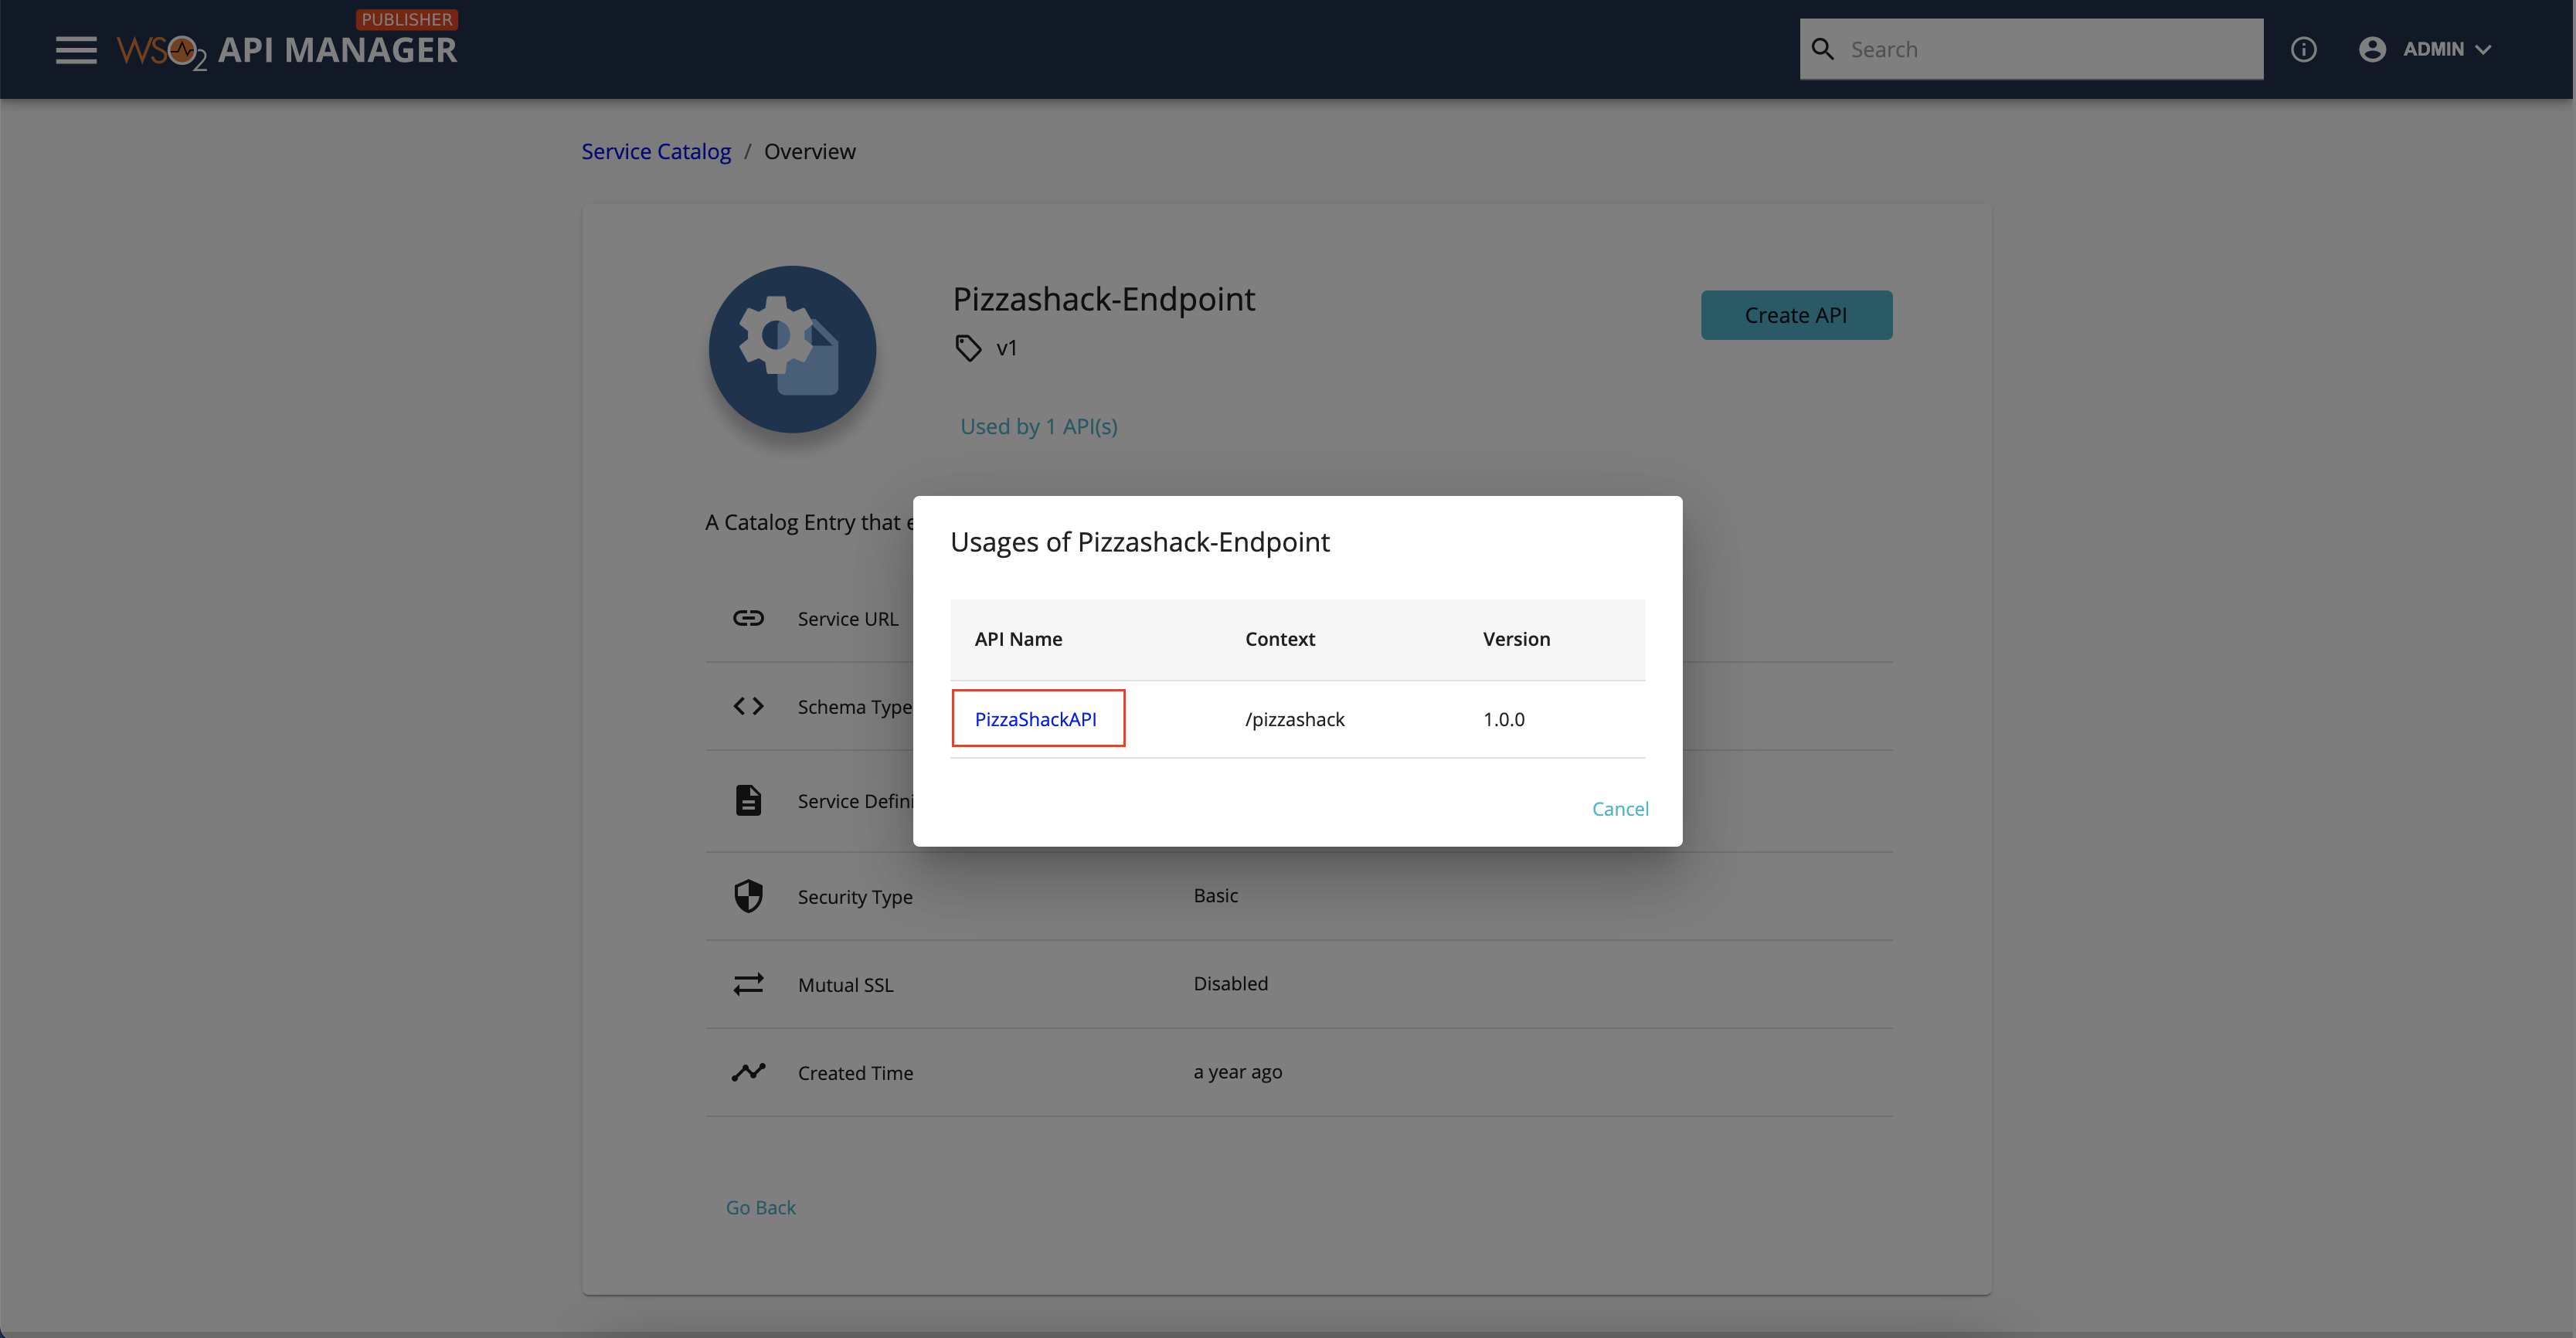 PUBLISHER
WSO2 API MANAGER
Search
ADMIN
Service Catalog / Overview
Pizzashack-Endpoint
Create API
v1
Used by 1 API(s)
A Catalog Entry that e
Usages of Pizzashack-Endpoint
Service URL
API Name Context Version
Schema Type
PizzaShackAPI /pizzashack 1.0.0
Service Defini
Cancel
Security Type Basic
Mutual SSL Disabled
Created Time a year ago
Go Back